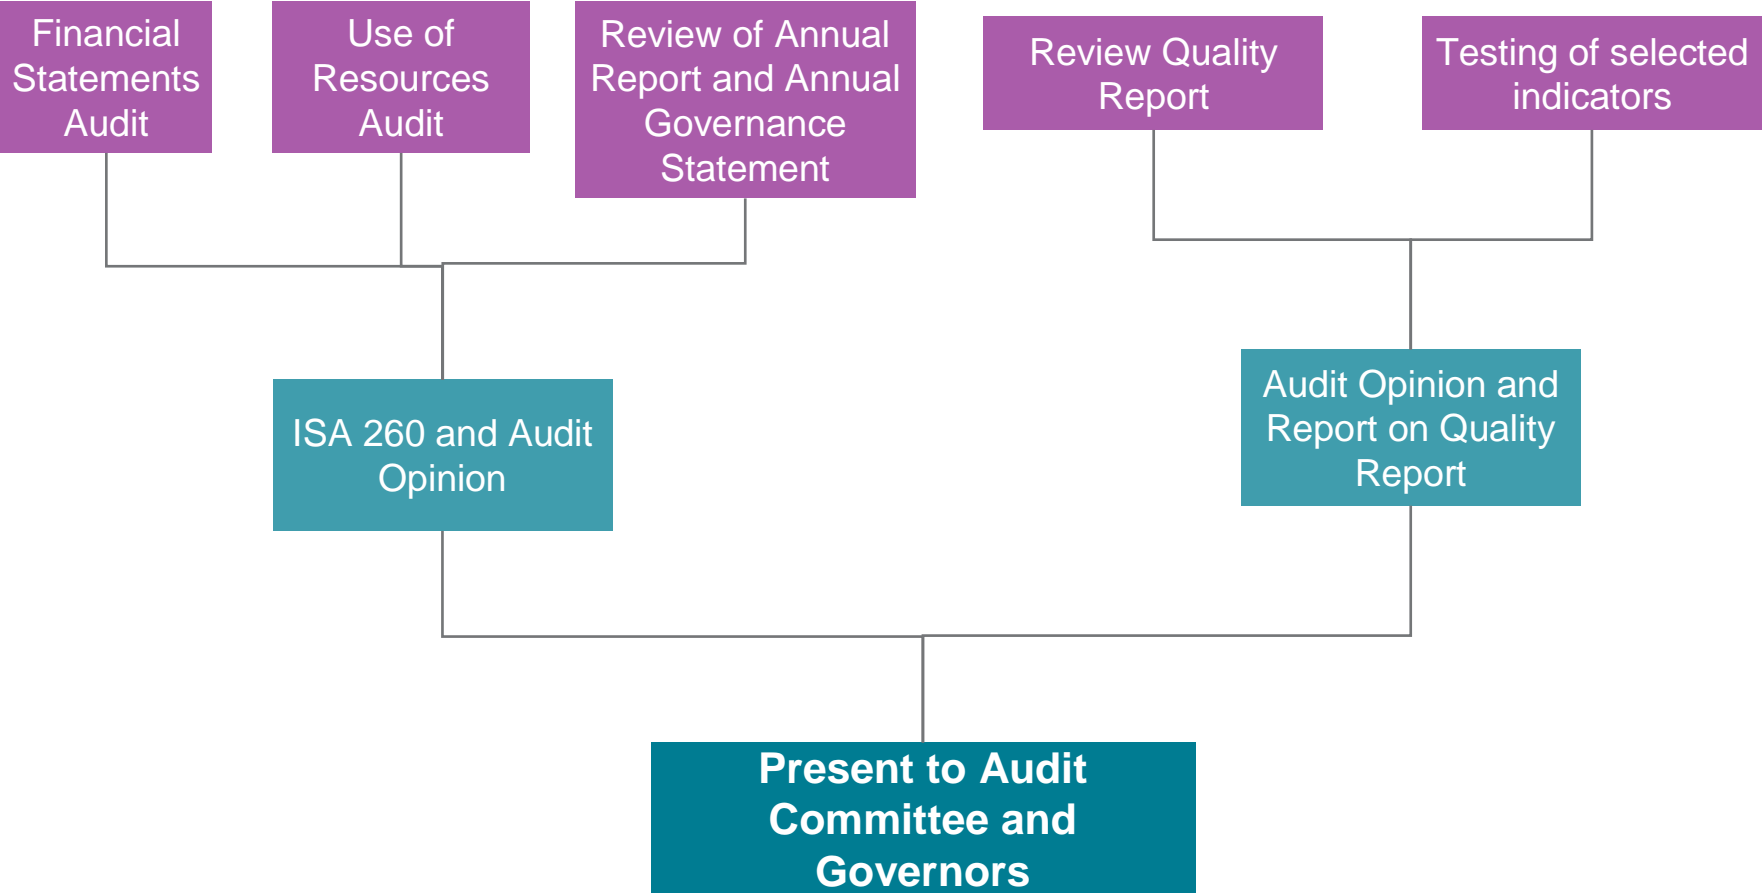 Financial
Statements
Audit
Use of
Resources
Audit
Review of Annual
Report and Annual
Governance
Statement
Review Quality
Report
Testing of selected
indicators
ISA 260 and Audit
Opinion
Audit Opinion and
Report on Quality
Report
Present to Audit
Committee and
Governors